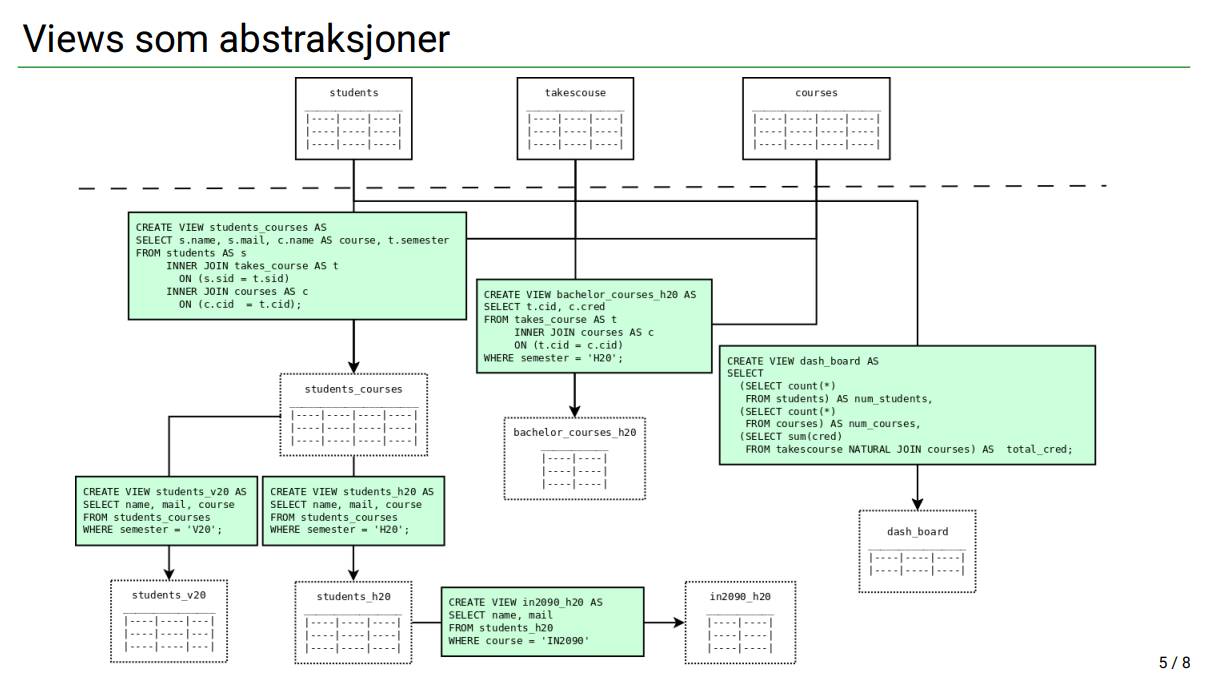 Views som abstraksjoner
students
|----|----|----|
|----|----|----|
|----|----|----|
takescouse
|----|----|----|
|----|----|----|
|----|----|----|
courses
|----|----|----|----|
|----|----|----|----|
|----|----|----|----|
CREATE VIEW students_courses AS
SELECT s.name, s.mail, c.name AS course, t.semester
FROM students AS s
INNER JOIN takes_course AS t
ON (s.sid = t.sid)
INNER JOIN courses AS c
ON (c.cid  = t.cid);
CREATE VIEW bachelor_courses_h20 AS
SELECT t.cid, c.cred
FROM takes_course AS t
INNER JOIN courses AS c
ON (t.cid = c.cid)
WHERE semester = 'H20';
CREATE VIEW dash_board AS
SELECT
(SELECT count(*)
FROM students) AS num_students,
(SELECT count(*)
FROM courses) AS num_courses,
(SELECT sum(cred)
FROM takescourse NATURAL JOIN courses) AS  total_cred;
students_courses
|----|----|----|----|
|----|----|----|----|
|----|----|----|----|
bachelor_courses_h20
|----|----|
|----|----|
|----|----|
CREATE VIEW students_v20 AS
SELECT name, mail, course
FROM students_courses
WHERE semester = 'V20';
CREATE VIEW students_h20 AS
SELECT name, mail, course
FROM students_courses
WHERE semester = 'H20';
dash_board
|----|----|----|
|----|----|----|
students_v20
|----|----|---|
|----|----|---|
|----|----|---|
students_h20
|----|----|----|
|----|----|----|
|----|----|----|
CREATE VIEW in2090_h20 AS
SELECT name, mail
FROM students_h20
WHERE course = 'IN2090'
in2090_h20
|----|----|
|----|----|
|----|----|
5 / 8